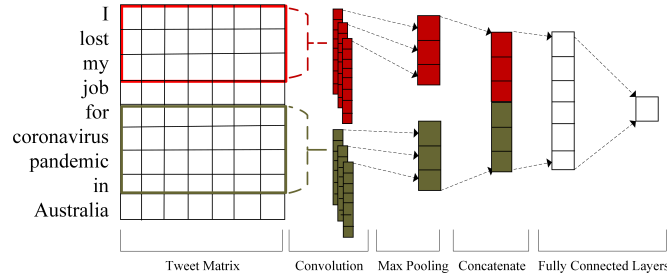 I
lost
my
job
for
coronavirus
pandemic
in
Australia
Tweet Matrix
Convolution
Max Pooling
Concatenate
Fully Connected Layers